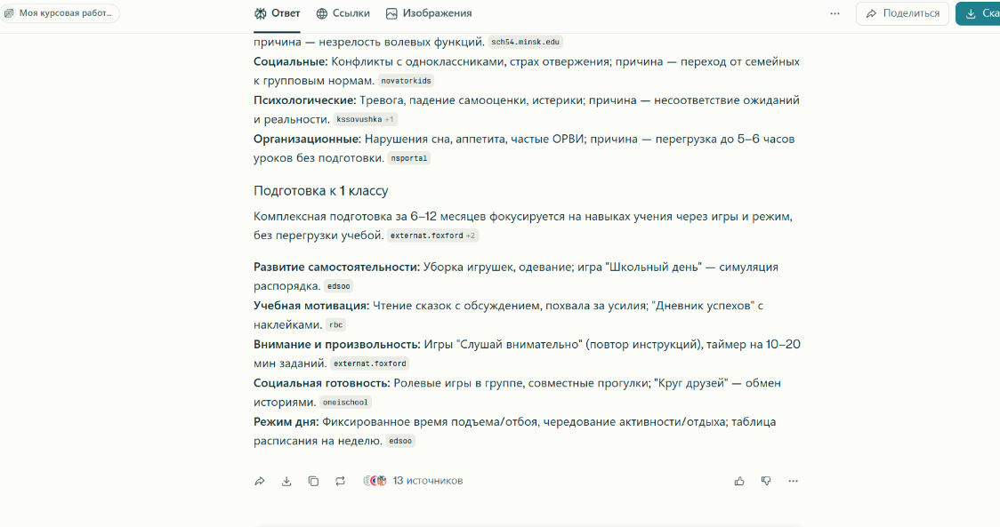 Моя курсовая работ...
Ответ
Ссылки
Изображения
Поделиться
Ска
причина — незрелость волевых функций. sch54.minsk.edu
Социальные: Конфликты с одноклассниками, страх отвержения; причина — переход от семейных
к групповым нормам. novatorkids
Психологические: Тревога, падение самооценки, истерики; причина — несоответствие ожиданий
и реальности. kssovushka +1
Организационные: Нарушения сна, аппетита, частые ОРВИ; причина — перегрузка до 5–6 часов
уроков без подготовки. nsportal
Подготовка к 1 классу
Комплексная подготовка за 6–12 месяцев фокусируется на навыках учения через игры и режим,
без перегрузки учебой. externat.foxford +2
Развитие самостоятельности: Уборка игрушек, одевание; игра "Школьный день" — симуляция
распорядка. edsoo
Учебная мотивация: Чтение сказок с обсуждением, похвала за усилия; "Дневник успехов" с
наклейками. rbc
Внимание и произвольность: Игры "Слушай внимательно" (повтор инструкций), таймер на 10–20
мин заданий. externat.foxford
Социальная готовность: Ролевые игры в группе, совместные прогулки; "Круг друзей" — обмен
историями. oneischool
Режим дня: Фиксированное время подъема/отбоя, чередование активности/отдыха; таблица
расписания на неделю. edsoo
13 источников